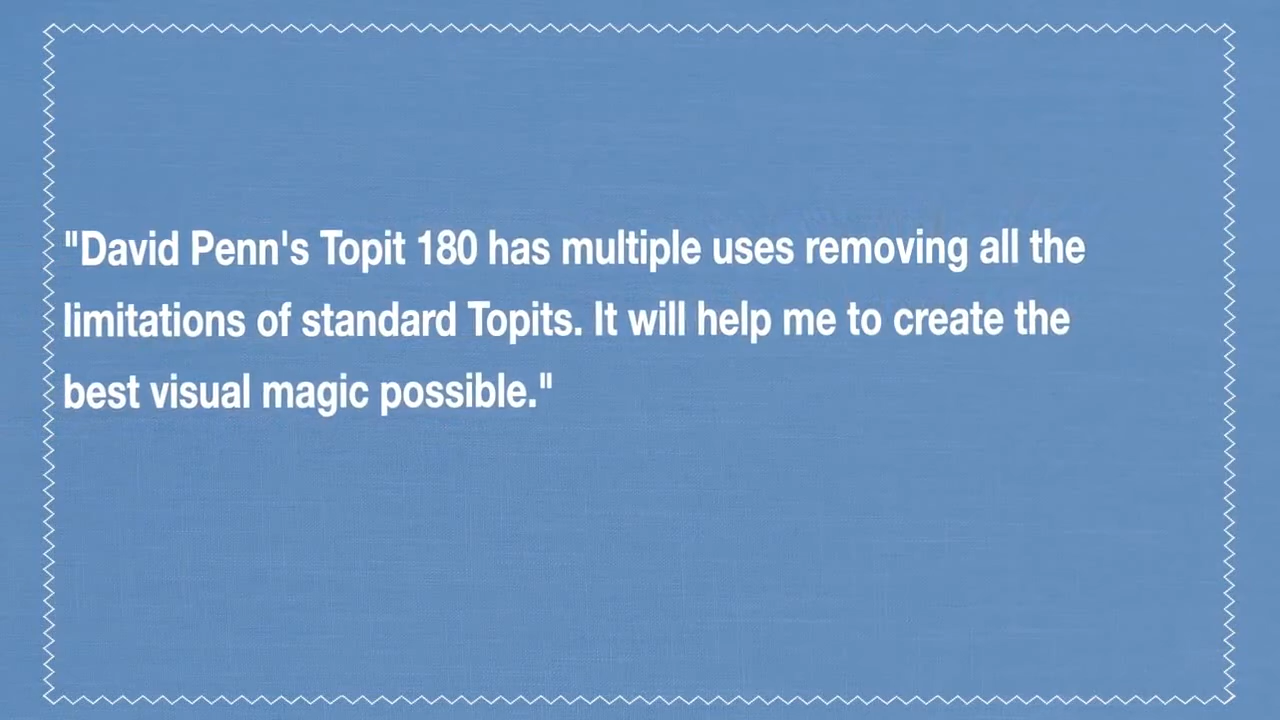 "David Penn's Topit 180 has multiple uses removing all the
limitations of standard Topits. It will help me to create the
best visual magic possible."